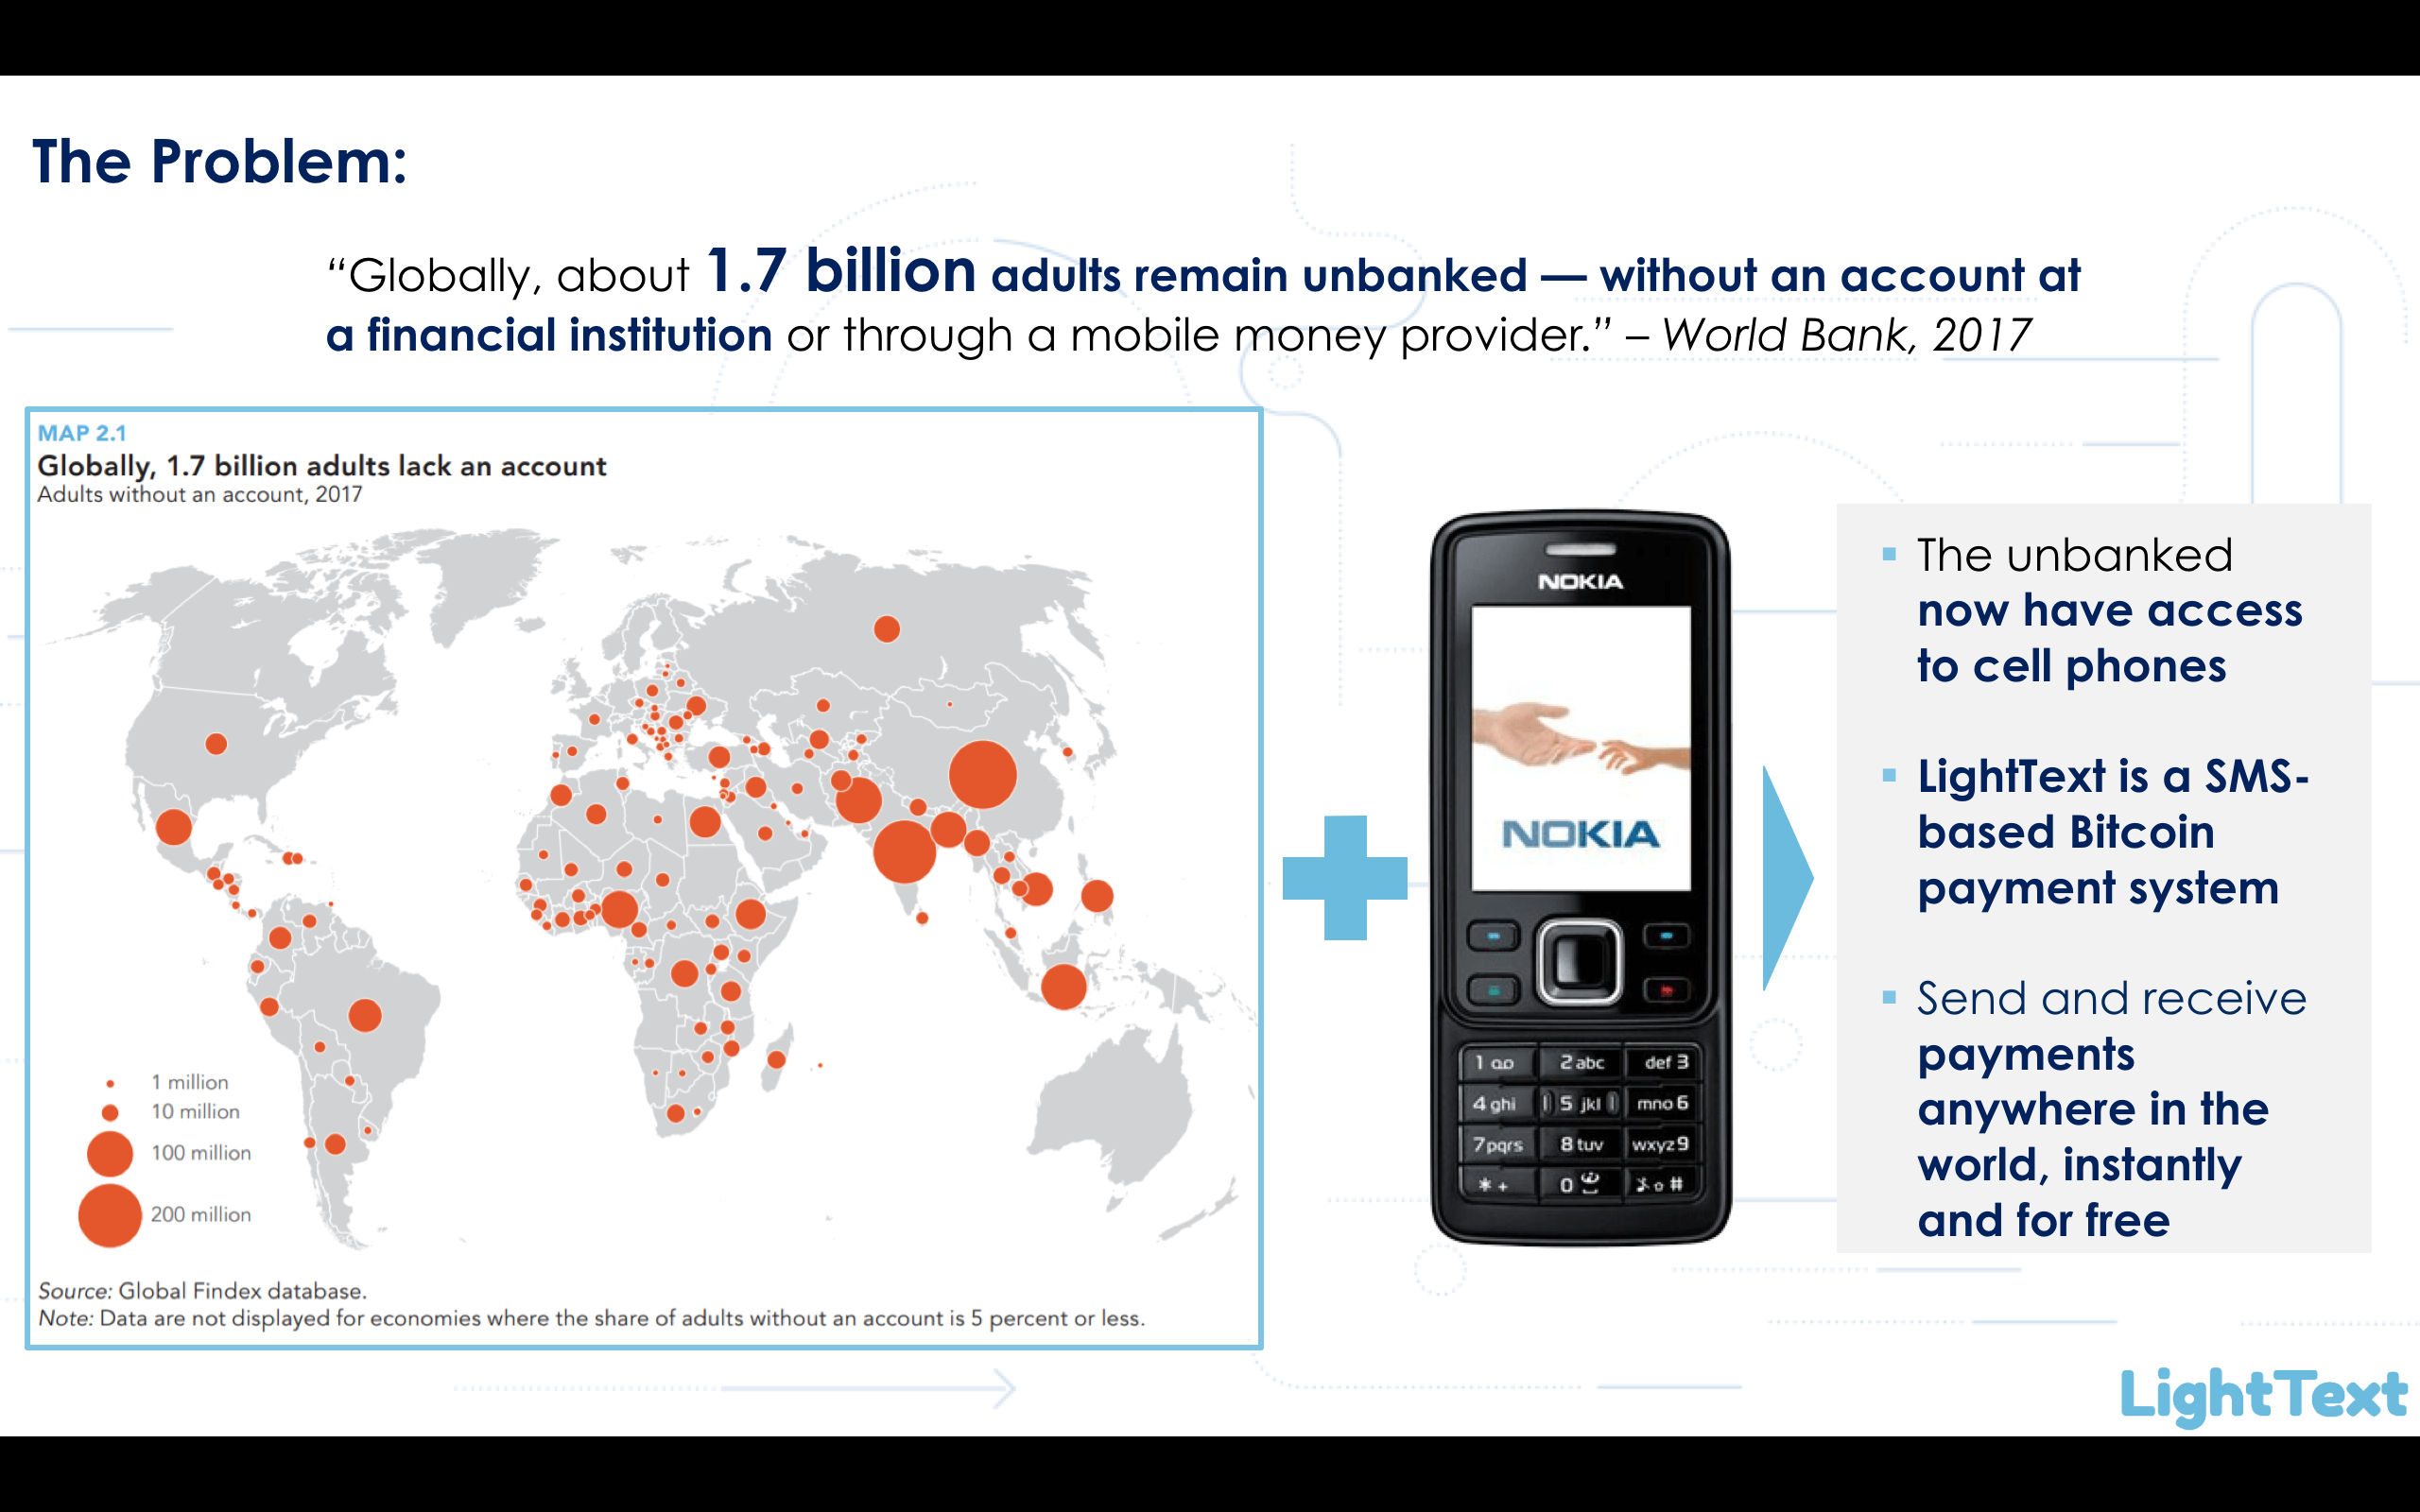 The Problem:
“Globally, about 1.7 billion adults remain unbanked — without an account at
a financial institution or through a mobile money provider.” – World Bank, 2017
MAP 2.1
Globally, 1.7 billion adults lack an account
Adults without an account, 2017
1 million
10 million
100 million
200 million
Source: Global Findex database.
Note: Data are not displayed for economies where the share of adults without an account is 5 percent or less.
NOKIA
NOKIA
1 2 abc def 3
4 ghi 5 jkl mno 6
7 pqrs 8 tuv wxyz 9
* + 0 #
▪ The unbanked
now have access
to cell phones
▪ LightText is a SMS-
based Bitcoin
payment system
▪ Send and receive
payments
anywhere in the
world, instantly
and for free
LightText